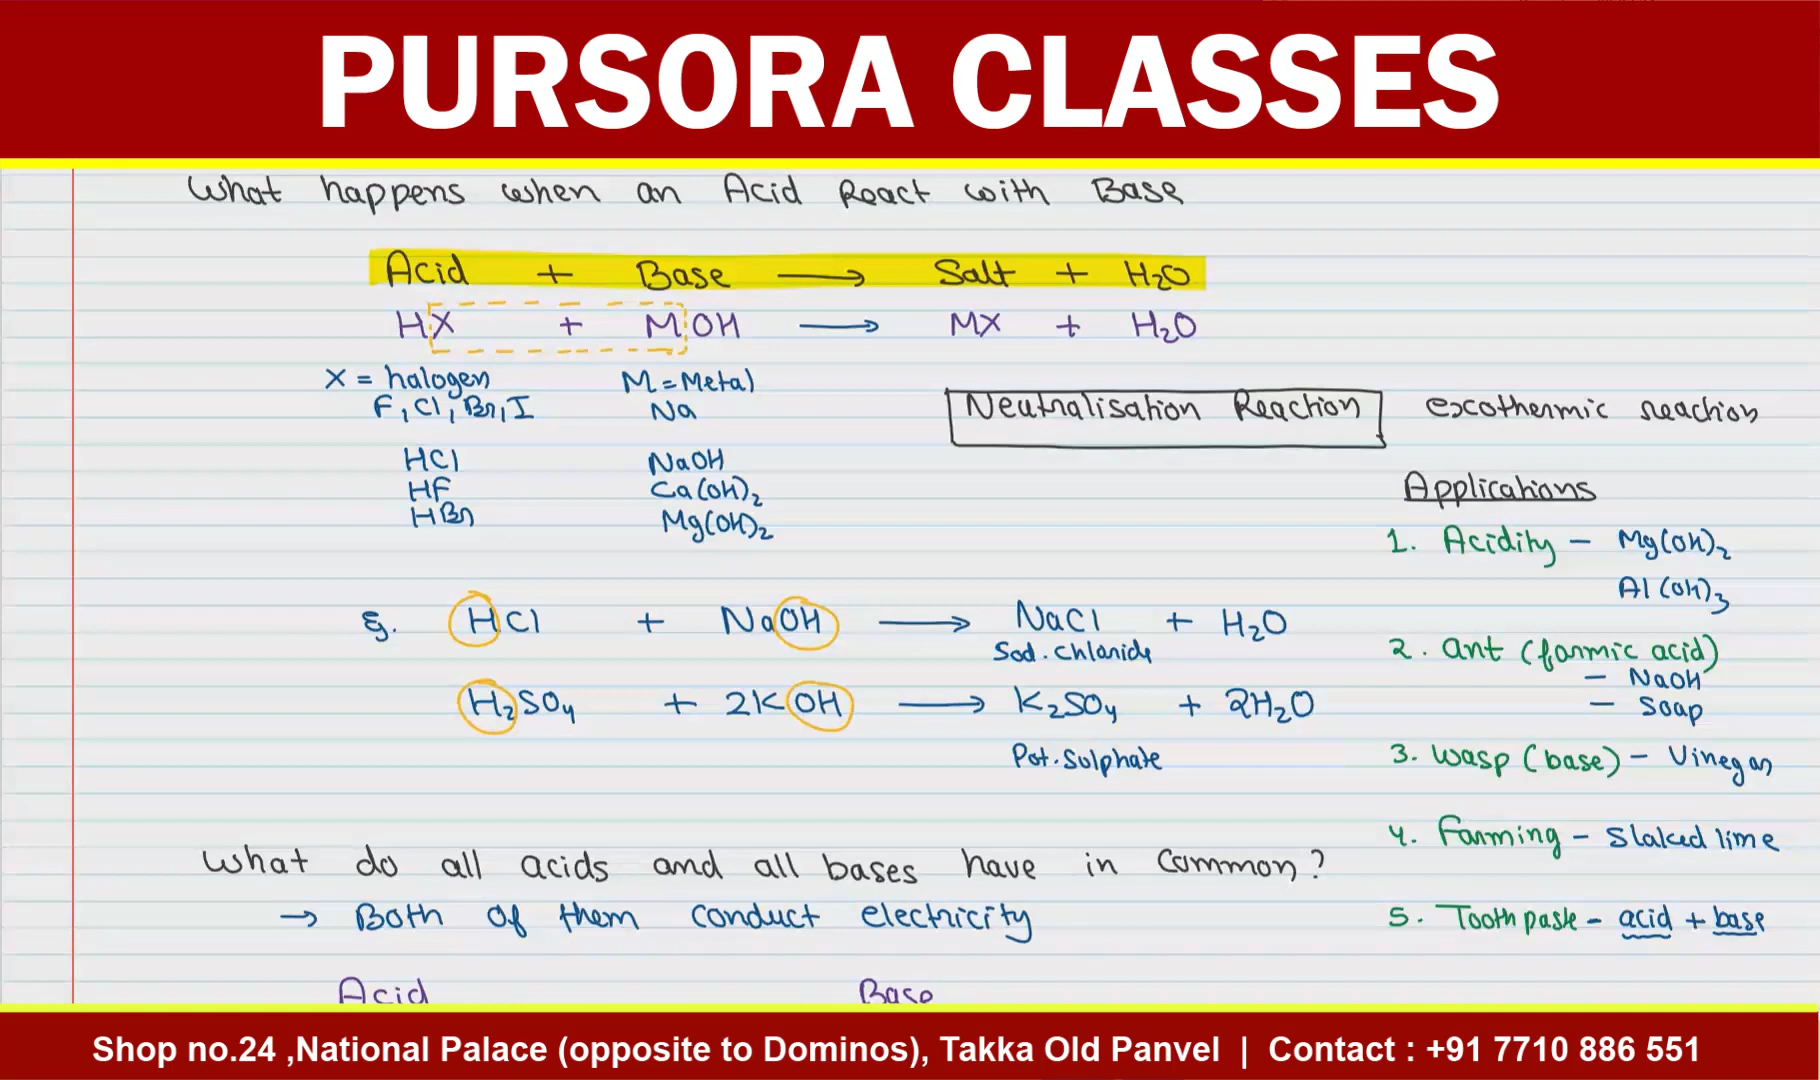 PURSORA CLASSES
What happens when an Acid React with Base
Acid + Base → Salt + H₂O
HX + MOH → MX + H₂O
X = halogen
F, Cl, Br, I
M = Metal
Na
Neutralisation Reaction
exothermic reaction
HCl
HF
HBr
NaOH
Ca(OH)₂
Mg(OH)₂
Eg. HCl + NaOH → NaCl + H₂O
Sod. chloride
H₂SO₄ + 2KOH → K₂SO₄ + 2H₂O
Pot. Sulphate
Applications
1. Acidity - Mg(OH)₂
Al(OH)₃
2. ant (formic acid)
- NaOH
- Soap
3. wasp (base) - Vinegar
4. Farming - Slaked lime
5. Toothpaste - acid + base
What do all acids and all bases have in common?
→ Both of them conduct electricity
Acid Base
Shop no.24 ,National Palace (opposite to Dominos), Takka Old Panvel | Contact : +91 7710 886 551